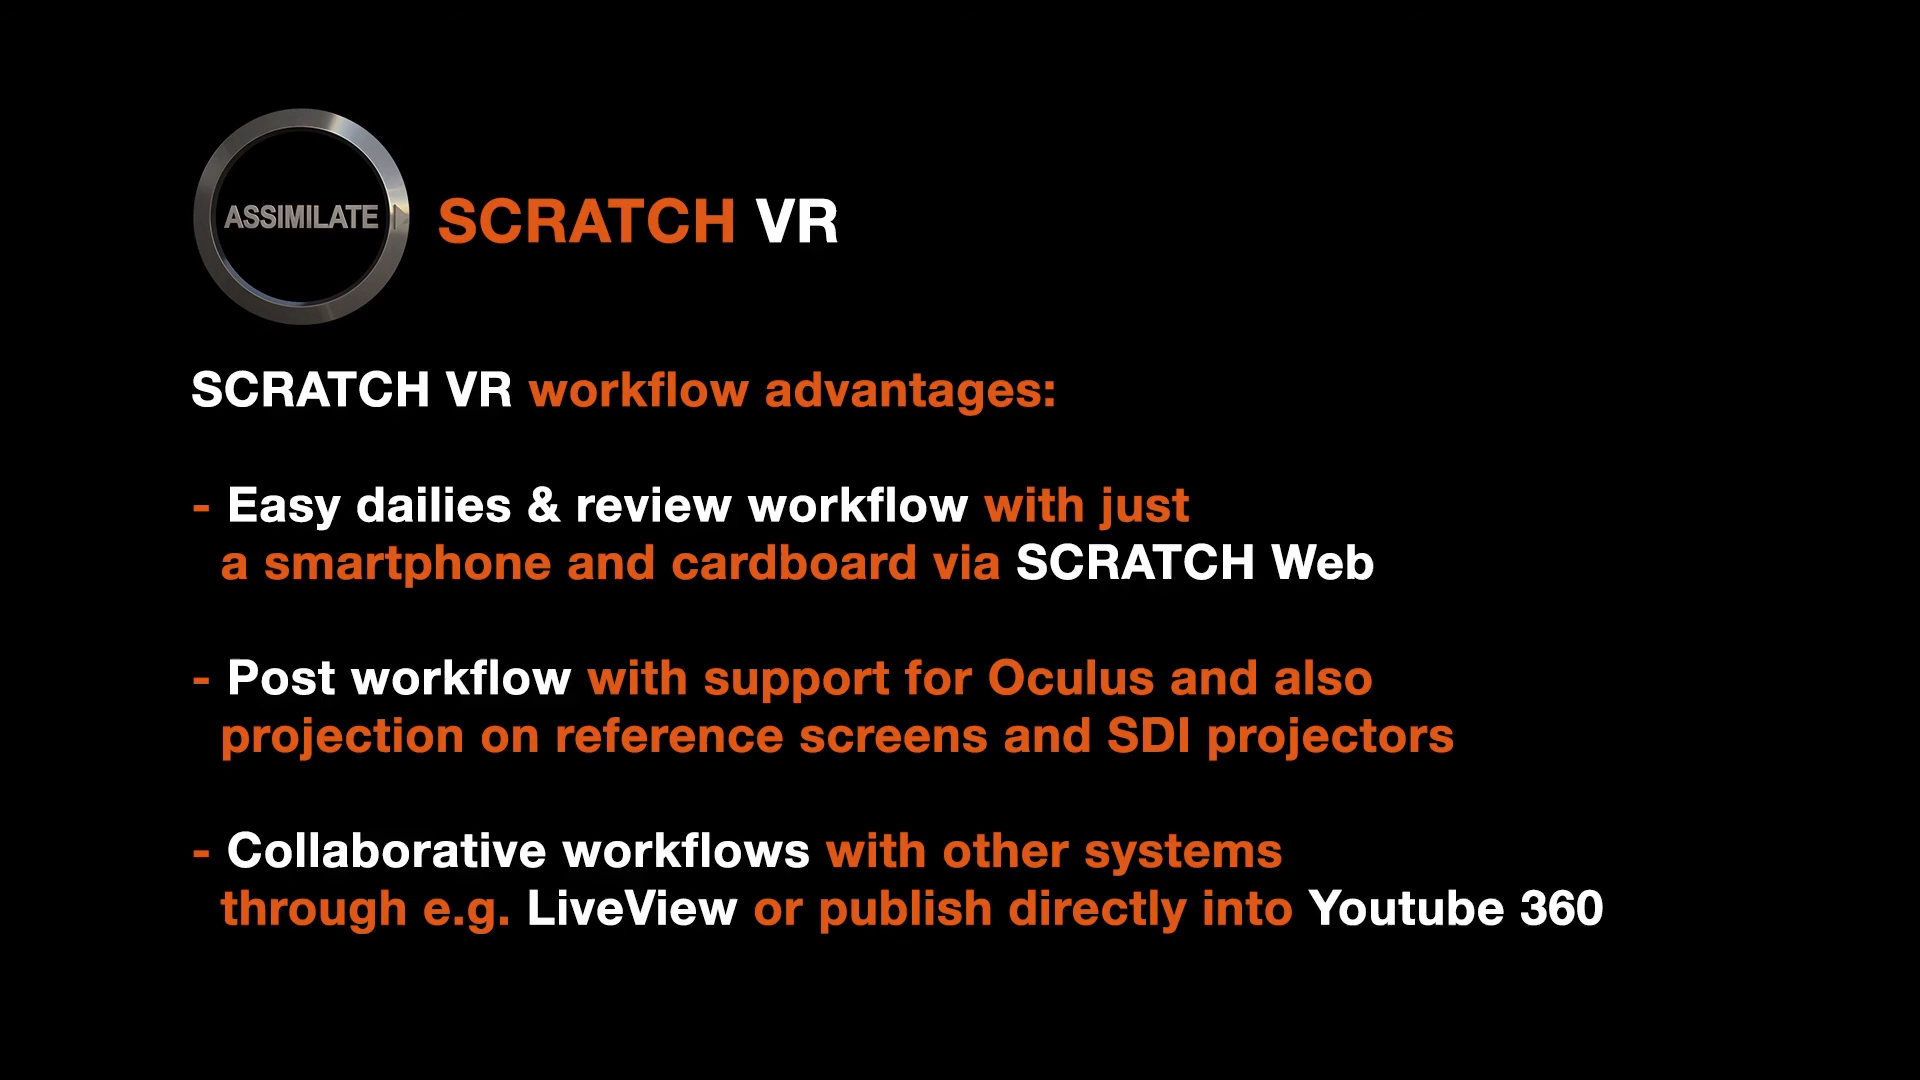 ASSIMILATE
SCRATCH VR
SCRATCH VR workflow advantages:
- Easy dailies & review workflow with just
a smartphone and cardboard via SCRATCH Web
- Post workflow with support for Oculus and also
projection on reference screens and SDI projectors
- Collaborative workflows with other systems
through e.g. LiveView or publish directly into Youtube 360